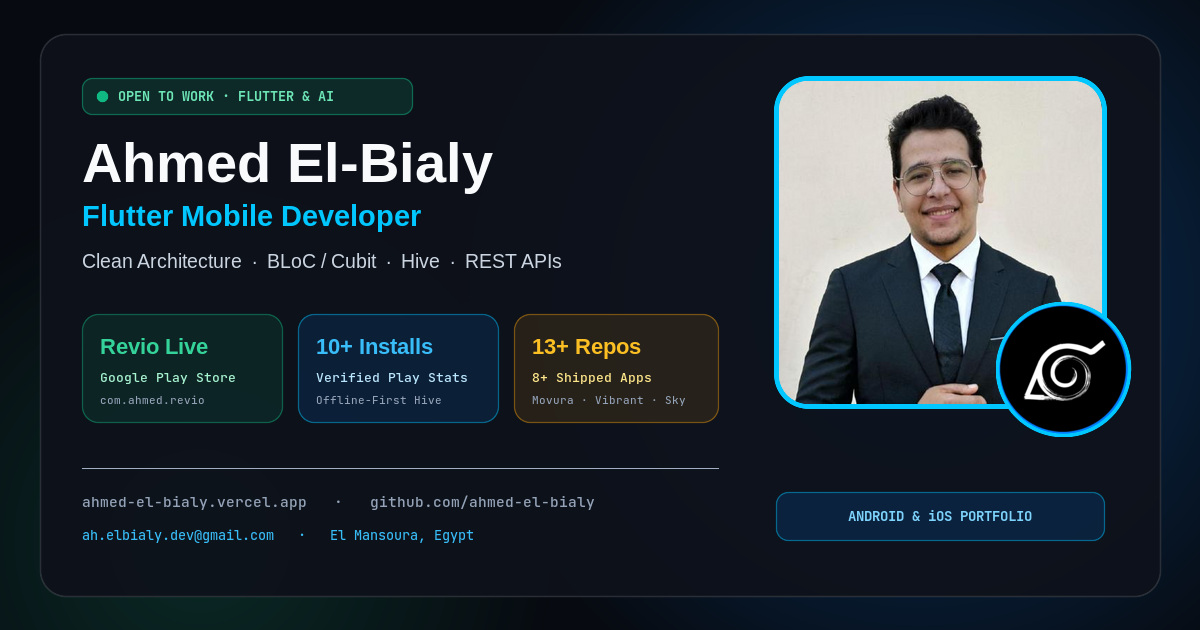 OPEN TO WORK · FLUTTER & AI
Ahmed El-Bialy
Flutter Mobile Developer
Clean Architecture · BLoC / Cubit · Hive · REST APIs
Revio Live
Google Play Store
com.ahmed.revio
10+ Installs
Verified Play Stats
Offline-First Hive
13+ Repos
8+ Shipped Apps
Movura · Vibrant · Sky
ahmed-el-bialy.vercel.app · github.com/ahmed-el-bialy
ah.elbialy.dev@gmail.com · El Mansoura, Egypt
ANDROID & iOS PORTFOLIO